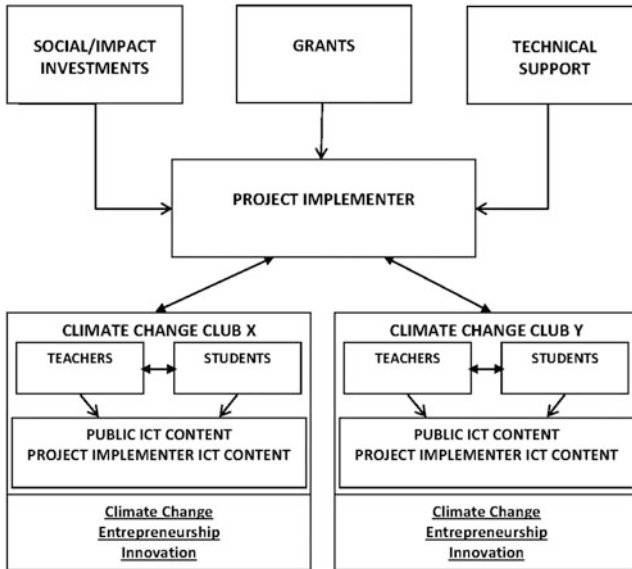 SOCIAL/IMPACT
INVESTMENTS
GRANTS
TECHNICAL
SUPPORT
PROJECT IMPLEMENTER
CLIMATE CHANGE CLUB X
TEACHERS
STUDENTS
PUBLIC ICT CONTENT
PROJECT IMPLEMENTER ICT CONTENT
Climate Change
Entrepreneurship
Innovation
CLIMATE CHANGE CLUB Y
TEACHERS
STUDENTS
PUBLIC ICT CONTENT
PROJECT IMPLEMENTER ICT CONTENT
Climate Change
Entrepreneurship
Innovation